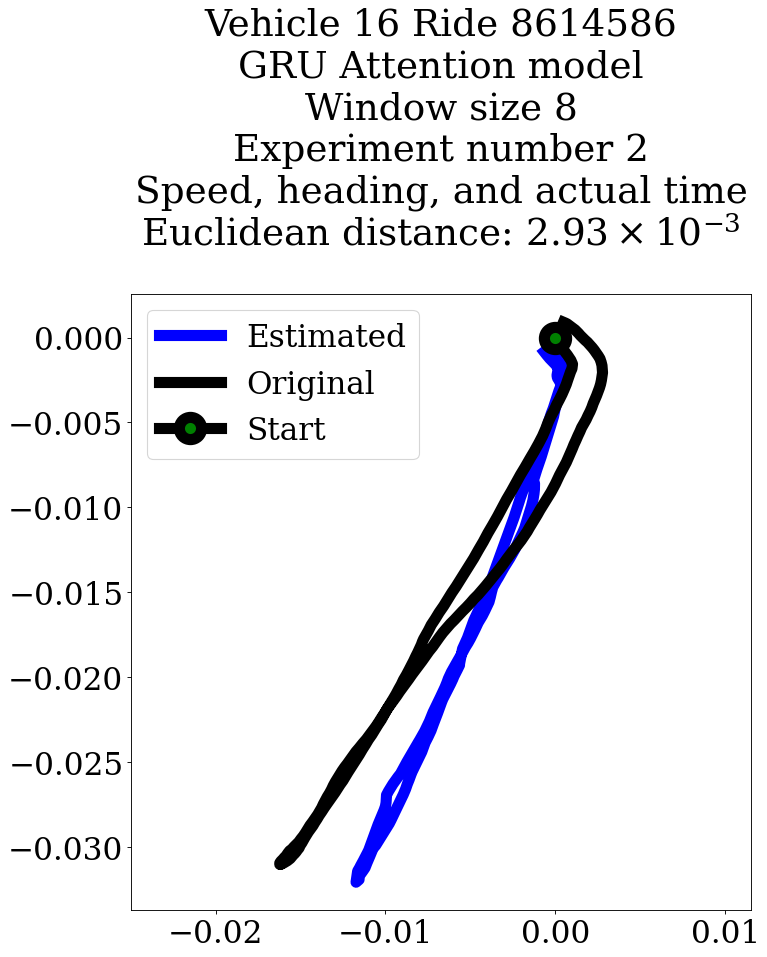 Vehicle 16 Ride 8614586
GRU Attention model
Window size 8
Experiment number 2
Speed, heading, and actual time
Euclidean distance: 2.93 × 10⁻³
Estimated
Original
Start
0.000
−0.005
−0.010
−0.015
−0.020
−0.025
−0.030
−0.02 −0.01 0.00 0.01